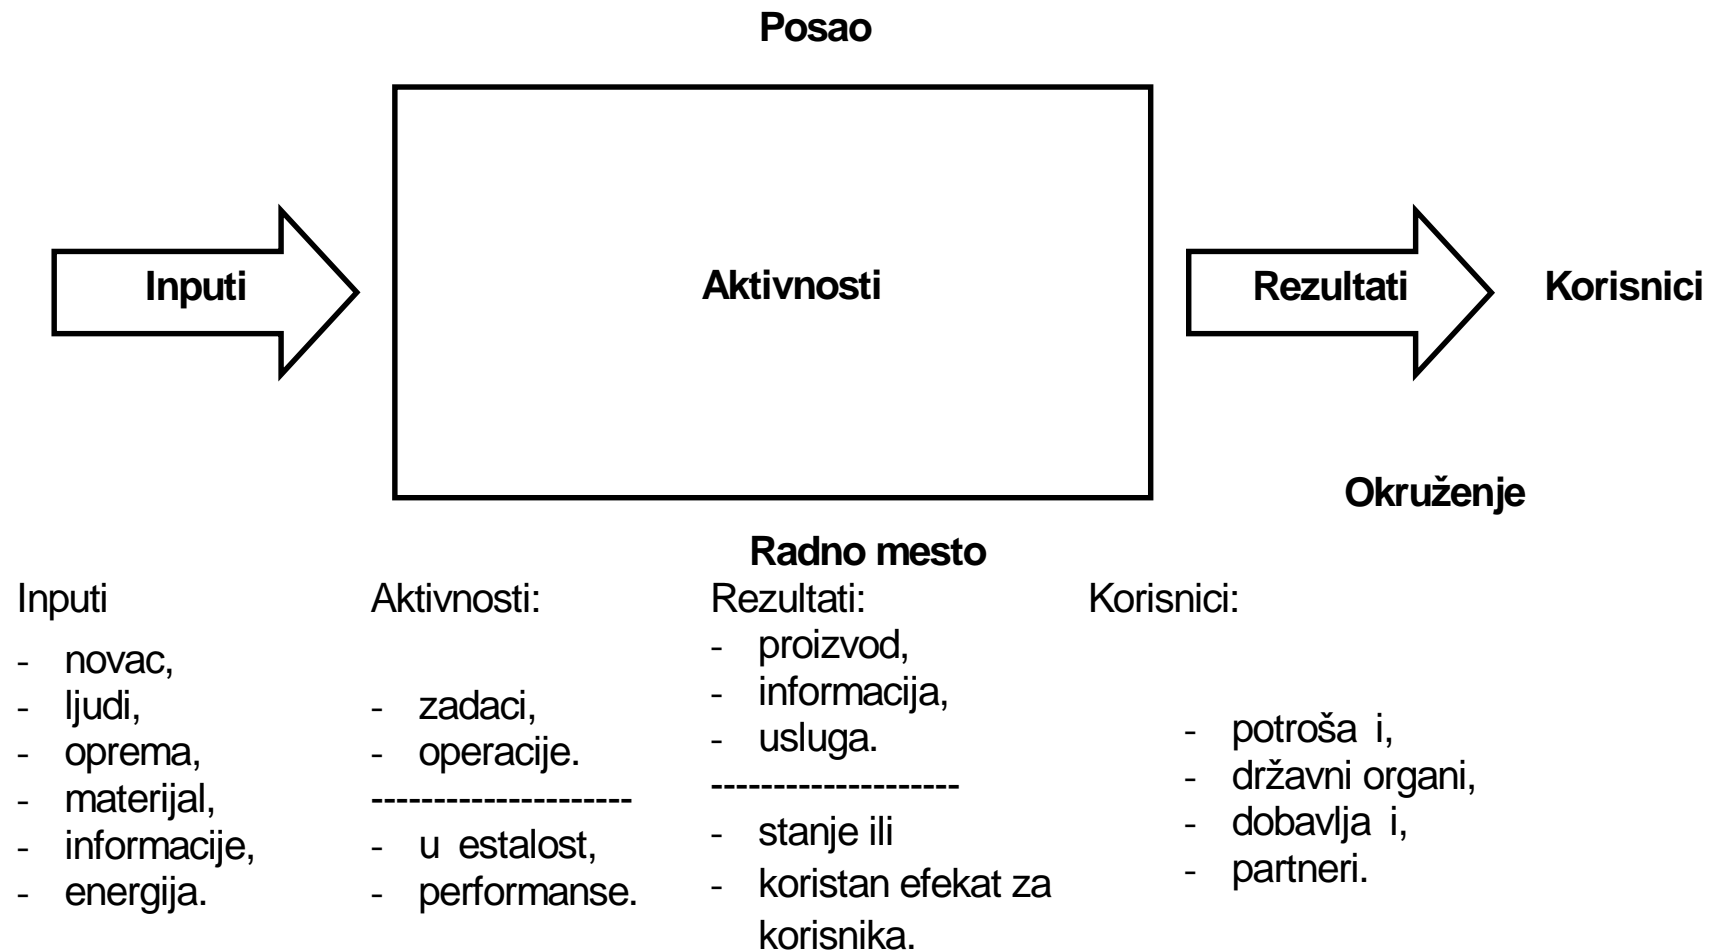 Posao
Inputi
Aktivnosti
Rezultati
Korisnici
Okruženje
Radno mesto
Inputi
- novac,
- ljudi,
- oprema,
- materijal,
- informacije,
- energija.
Aktivnosti:
- zadaci,
- operacije.
---------------------
- u estalost,
- performanse.
Rezultati:
- proizvod,
- informacija,
- usluga.
--------------------
- stanje ili
- koristan efekat za
korisnika.
Korisnici:
- potroša i,
- državni organi,
- dobavlja i,
- partneri.